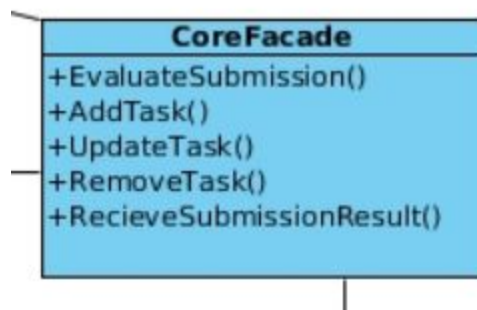 CoreFacade
+EvaluateSubmission()
+AddTask()
+UpdateTask()
+RemoveTask()
+RecieveSubmissionResult()